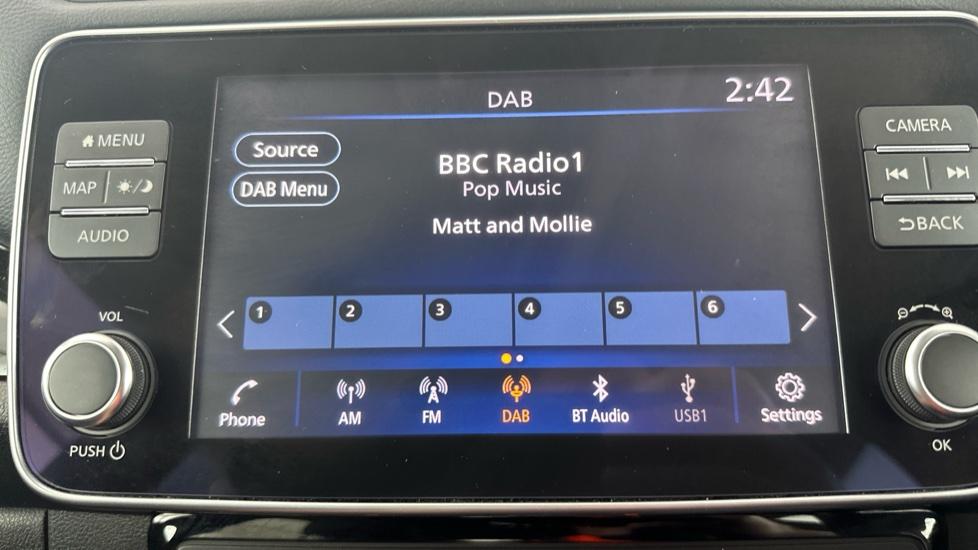 DAB
2:42
MENU
MAP
AUDIO
VOL
PUSH
Source
DAB Menu
BBC Radio1
Pop Music
Matt and Mollie
1 2 3 4 5 6
Phone
AM
FM
DAB
BT Audio
USB1
Settings
CAMERA
BACK
OK